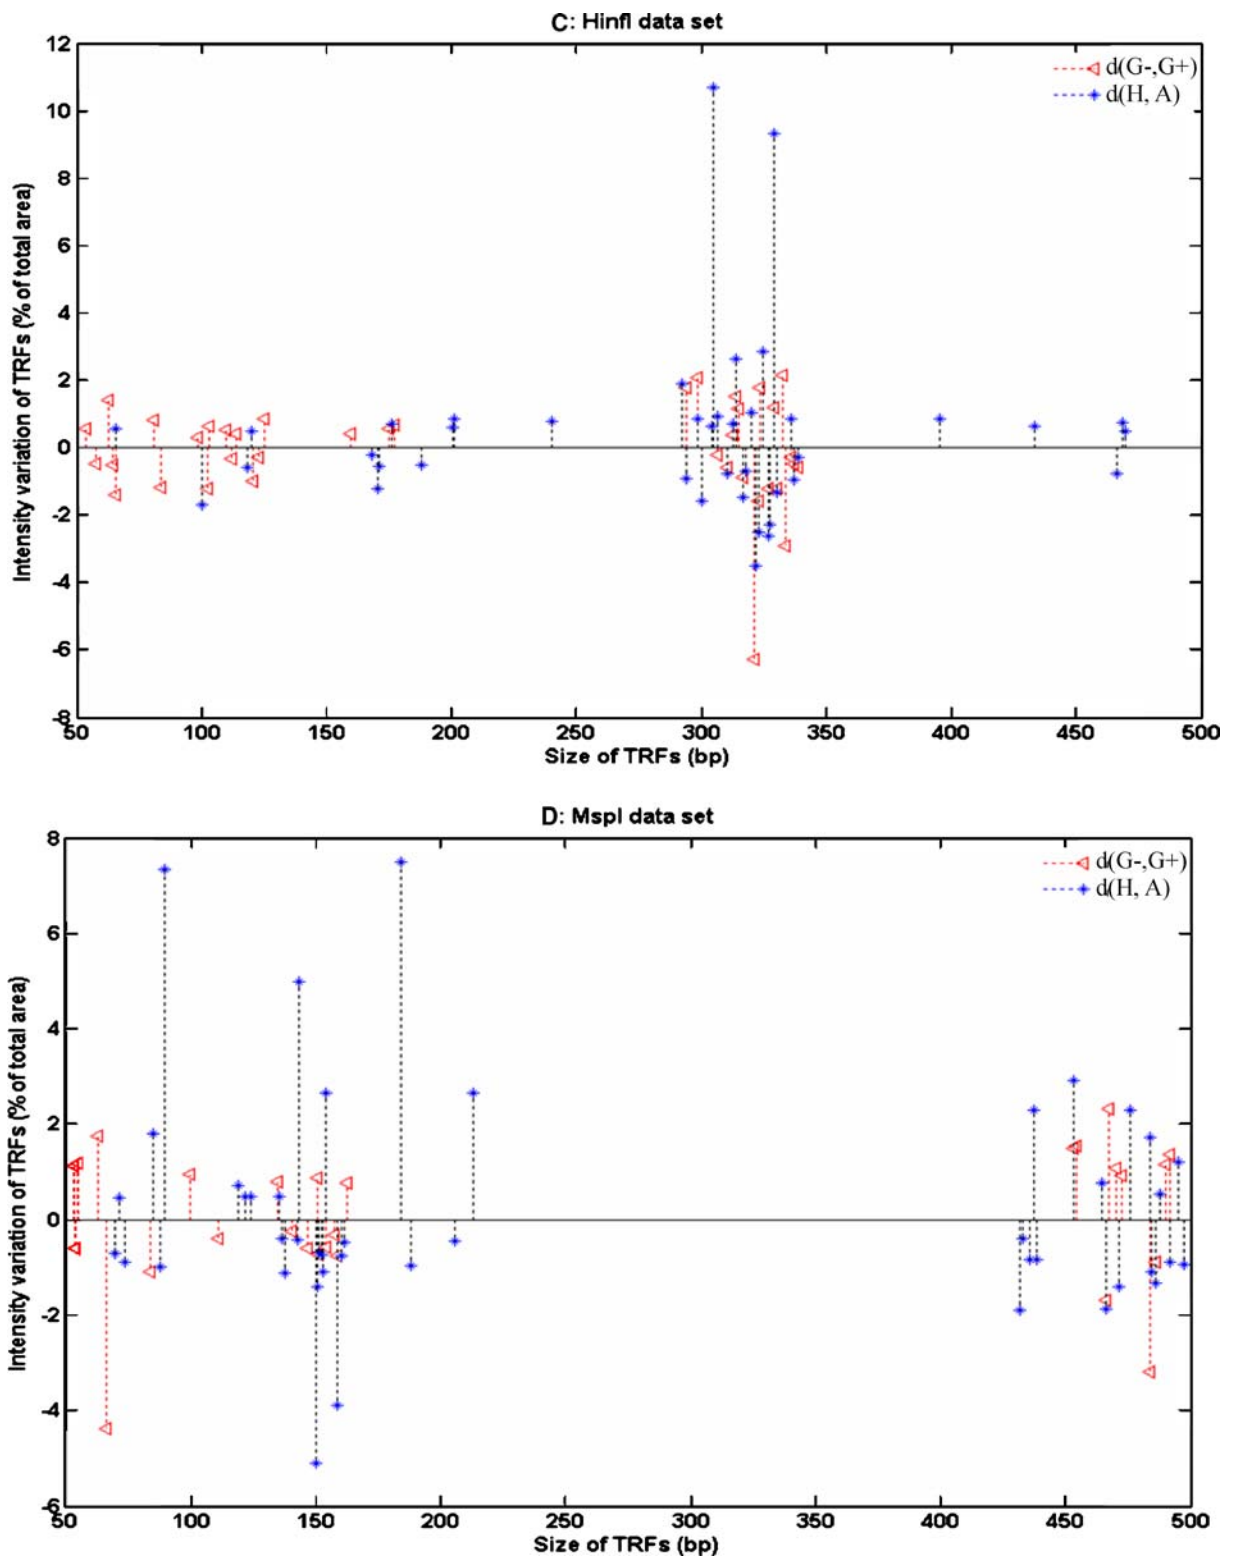 C: Hinfl data set
12
10
8
6
4
2
0
-2
-4
-6
-8
Intensity variation of TRFs (% of total area)
d(G-,G+)
d(H, A)
50 100 150 200 250 300 350 400 450 500
Size of TRFs (bp)
D: Mspl data set
8
6
4
2
0
-2
-4
-6
Intensity variation of TRFs (% of total area)
d(G-,G+)
d(H, A)
50 100 150 200 250 300 350 400 450 500
Size of TRFs (bp)